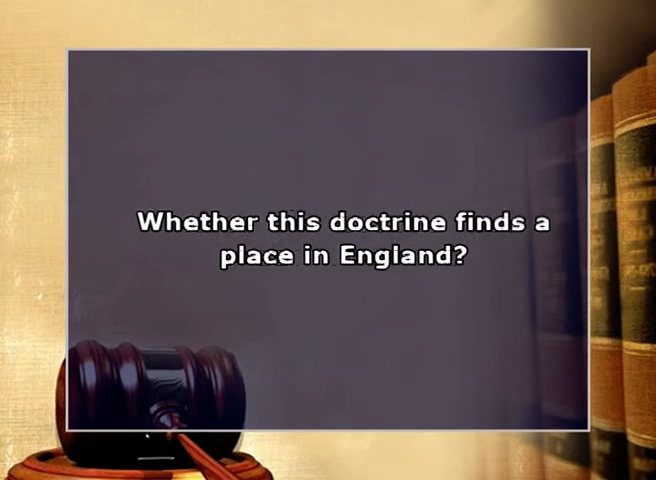 Whether this doctrine finds a
place in England?